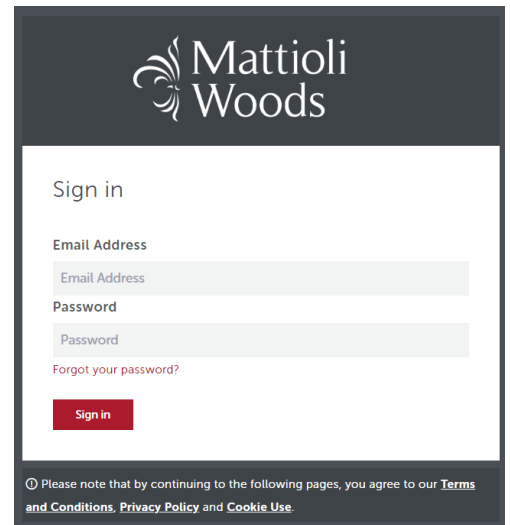 Mattioli
Woods
Sign in
Email Address
Email Address
Password
Password
Forgot your password?
Sign in
Please note that by continuing to the following pages, you agree to our Terms
and Conditions, Privacy Policy and Cookie Use.